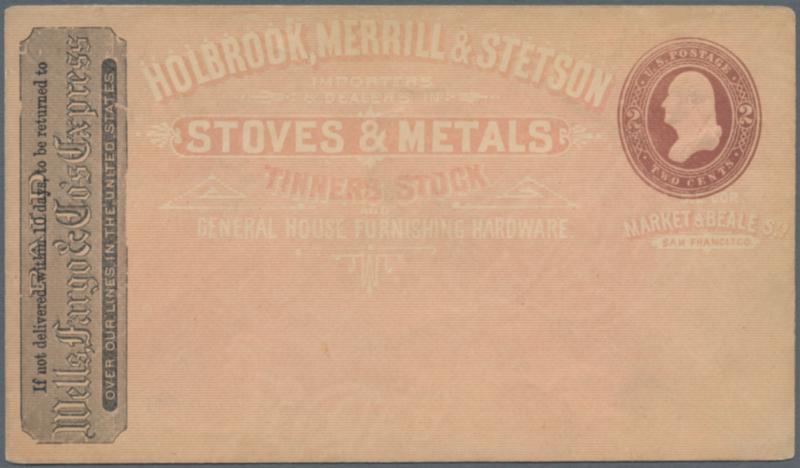 If not delivered within 10 days, to be returned to
PAID
Wells, Fargo & Co's Express
OVER OUR LINES IN THE UNITED STATES.
HOLBROOK, MERRILL & STETSON
IMPORTERS
& DEALERS IN
STOVES & METALS
TINNERS STOCK
AND
GENERAL HOUSE FURNISHING HARDWARE.
U.S. POSTAGE
2 2
TWO CENTS
COR.
MARKET & BEALE STS
SAN FRANCISCO.